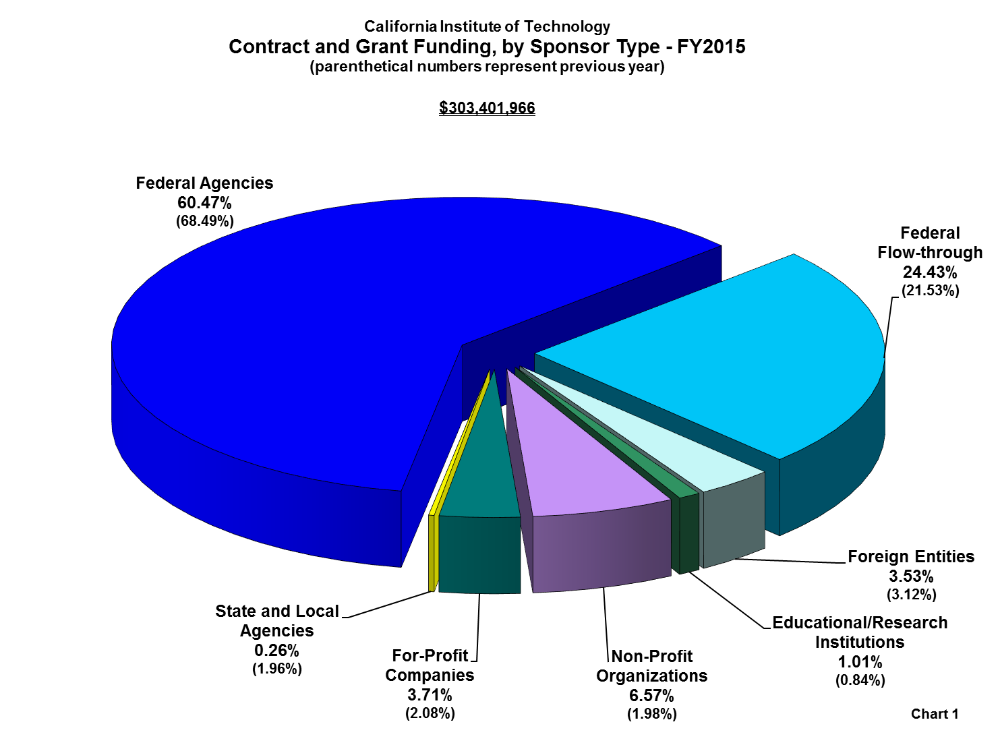 California Institute of Technology
Contract and Grant Funding, by Sponsor Type - FY2015
(parenthetical numbers represent previous year)
$303,401,966
Federal Agencies
60.47%
(68.49%)
Federal
Flow-through
24.43%
(21.53%)
Foreign Entities
3.53%
(3.12%)
Educational/Research
Institutions
1.01%
(0.84%)
Non-Profit
Organizations
6.57%
(1.98%)
For-Profit
Companies
3.71%
(2.08%)
State and Local
Agencies
0.26%
(1.96%)
Chart 1